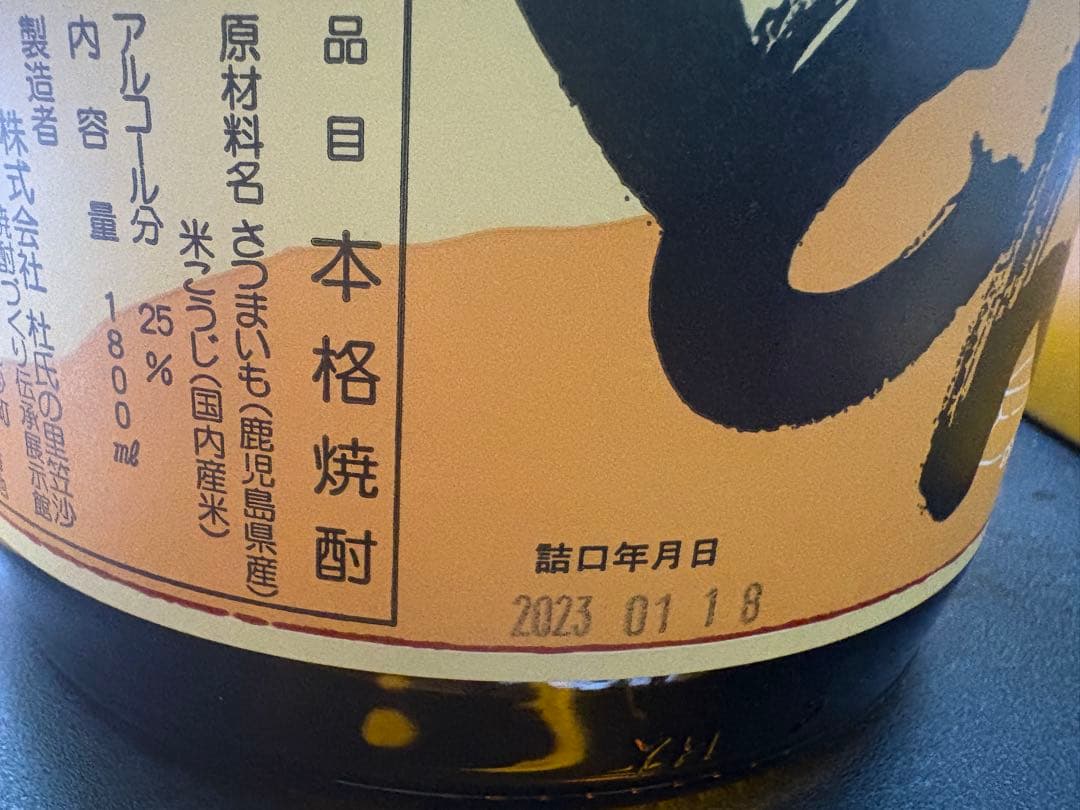 品目 本格焼酎
原材料名 さつまいも(鹿児島県産)
米こうじ(国内産米)
アルコール分 25%
内容量 1800㎖
製造者 株式会社 杜氏の里笠沙
焼酎づくり伝承展示館
詰口年月日
2023 01 18